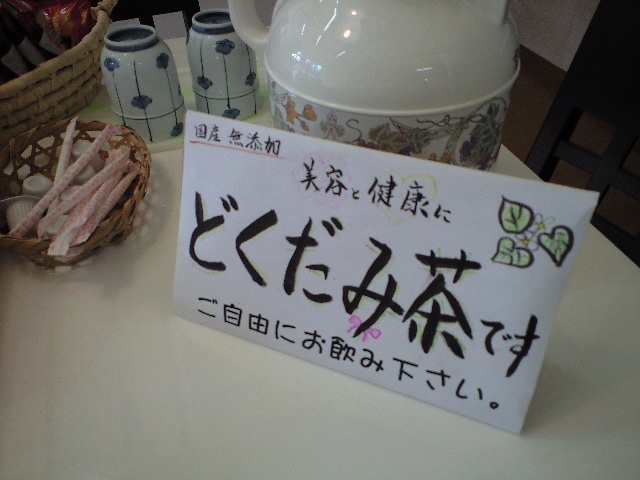 国産 無添加
美容と健康に
どくだみ茶です
ご自由にお飲み下さい。